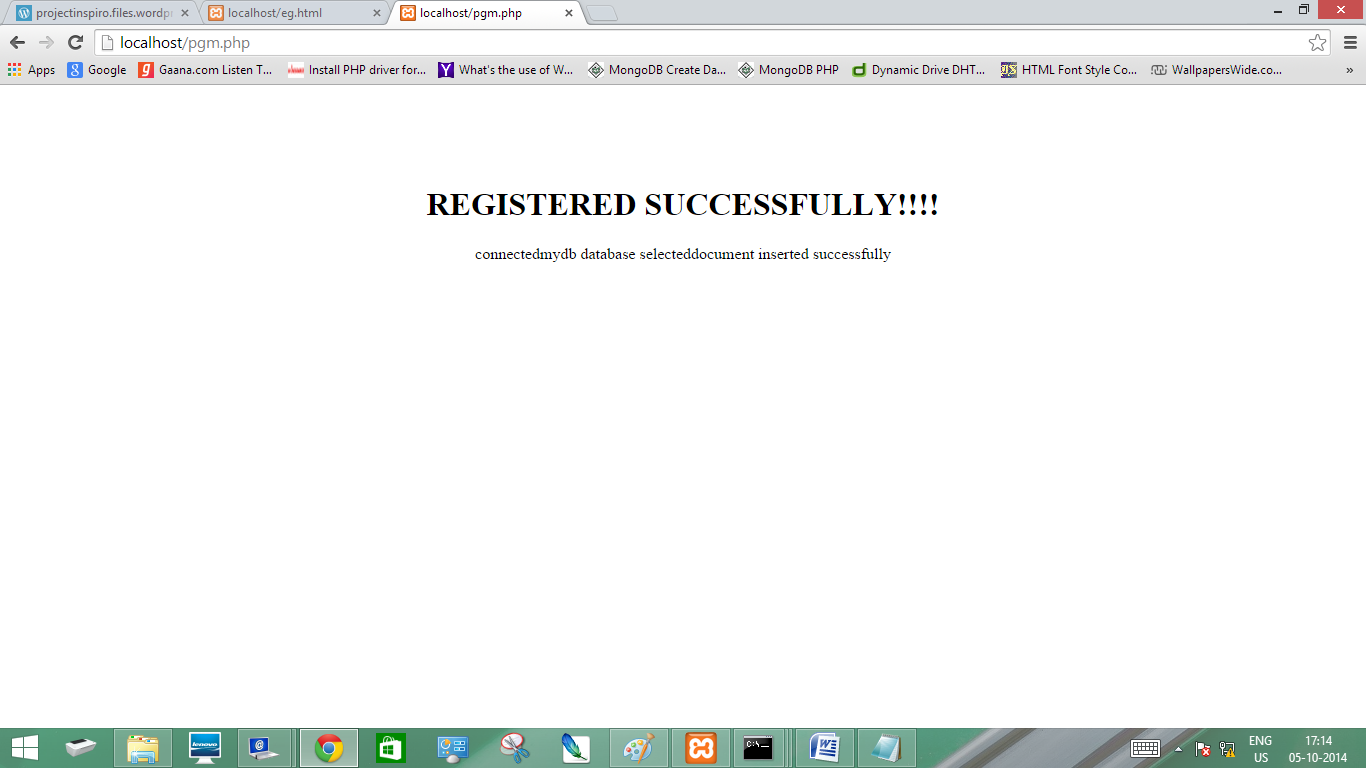 projectinspiro.files.wordpr
localhost/eg.html
localhost/pgm.php
localhost/pgm.php
Apps
Google
Gaana.com Listen T...
Install PHP driver for...
What's the use of W...
MongoDB Create Da...
MongoDB PHP
Dynamic Drive DHT...
HTML Font Style Co...
WallpapersWide.co...
»
REGISTERED SUCCESSFULLY!!!!
connectedmydb database selecteddocument inserted successfully
lenovo
C:\_
ENG
US
17:14
05-10-2014